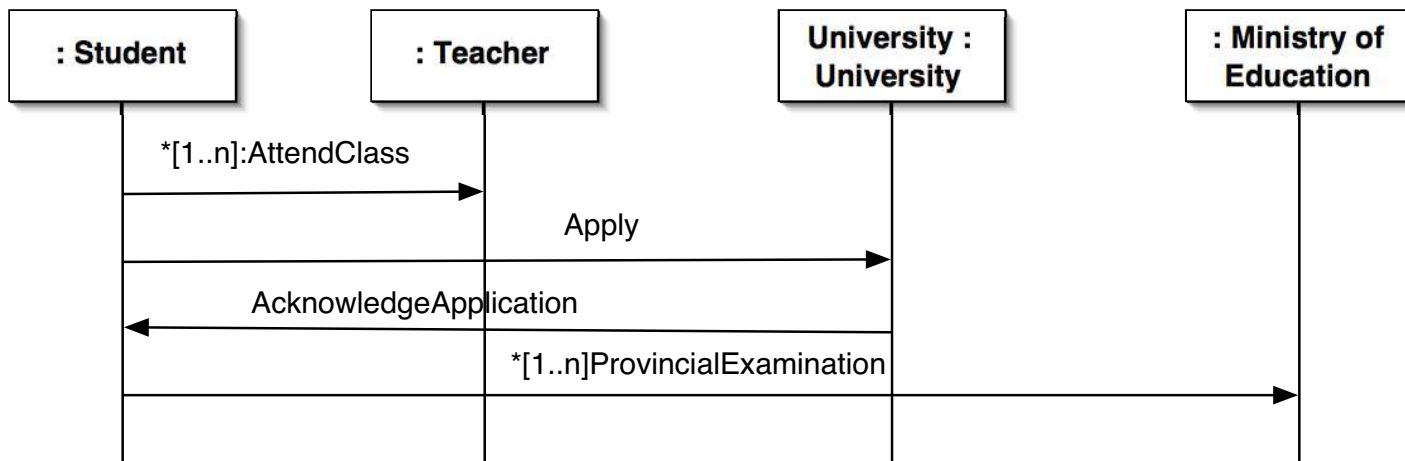 : Student
: Teacher
University :
University
: Ministry of
Education
*[1..n]:AttendClass
Apply
AcknowledgeApplication
*[1..n]ProvincialExamination